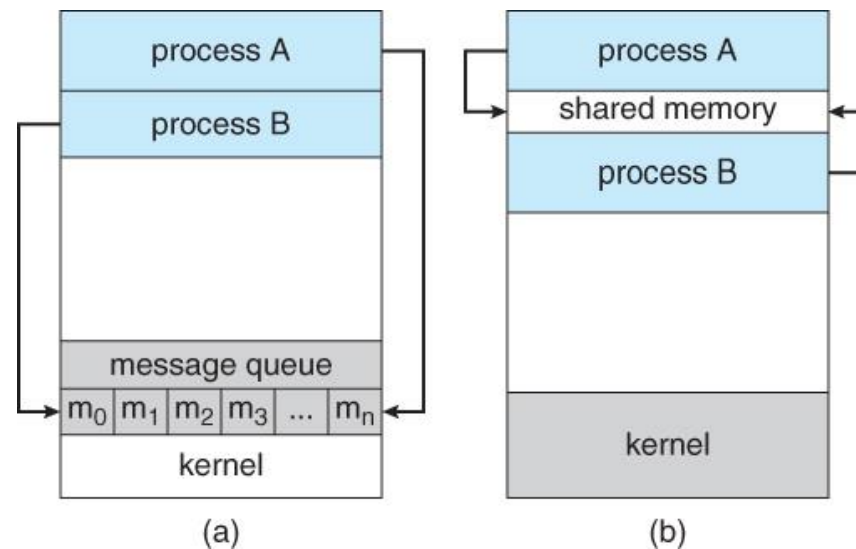 process A
process B
message queue
m₀ m₁ m₂ m₃ ... mₙ
kernel
(a)
process A
shared memory
process B
kernel
(b)